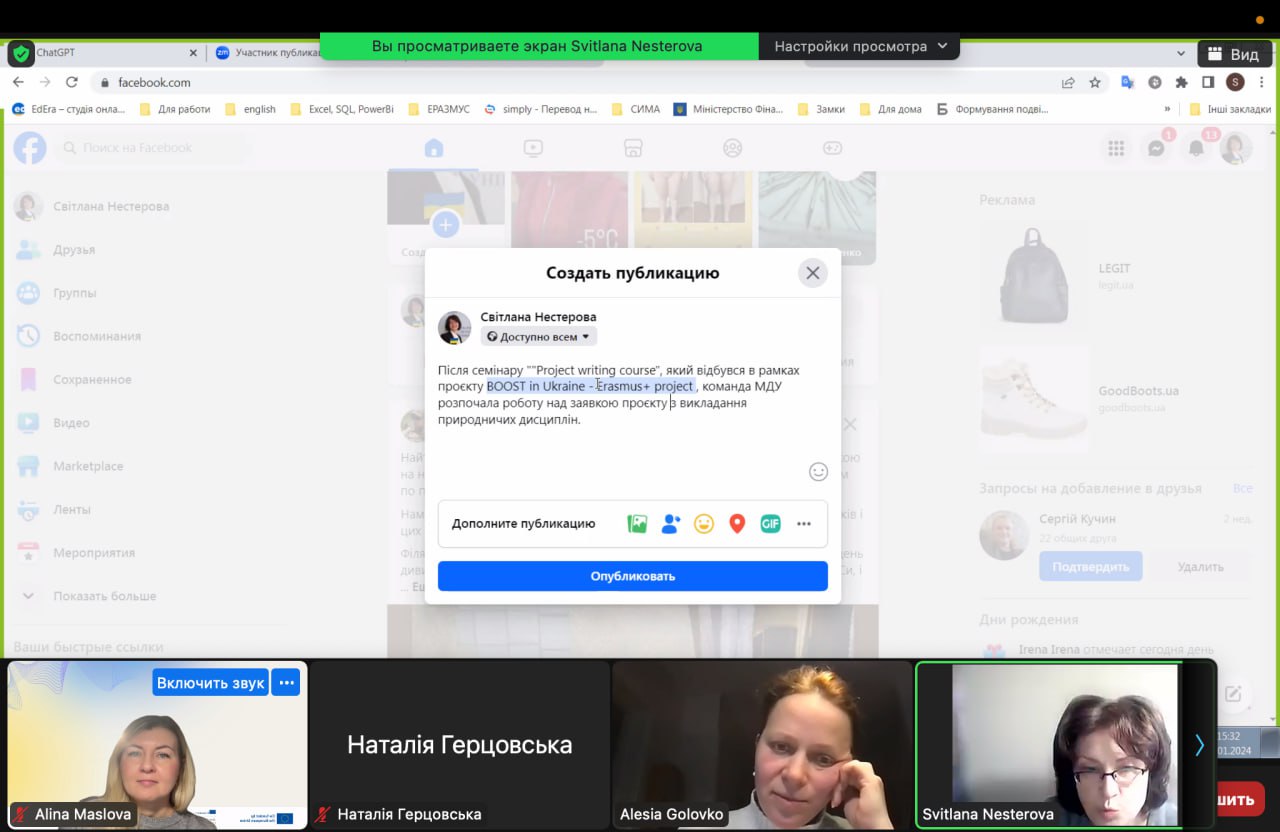 Вы просматриваете экран Svitlana Nesterova
Настройки просмотра
ChatGPT
zm Участник публика
Вид
facebook.com
S
EdEra – студія онла...
Для работи
english
Excel, SQL, PowerBi
ЕРАЗМУС
simply - Перевод н...
СИМА
Міністерство Фіна...
Замки
Для дома
Формування подві...
»
Інші закладки
Поиск на Facebook
1
13
Світлана Нестерова
Друзья
Группы
Воспоминания
Сохраненное
Видео
Marketplace
Ленты
Мероприятия
Показать больше
Ваши быстрые ссылки
-5°C
Создать публикацию
Світлана Нестерова
Доступно всем
Після семінару ""Project writing course", який відбувся в рамках
проєкту BOOST in Ukraine - Erasmus+ project , команда МДУ
розпочала роботу над заявкою проєкту з викладання
природничих дисциплін.
Дополните публикацию
GIF
Опубликовать
Реклама
LEGIT
legit.ua
GoodBoots.ua
goodboots.ua
Запросы на добавление в друзья
Все
Сергій Кучин
2 нед.
22 общих друга
Подтвердить
Удалить
Дни рождения
Irena Irena отмечает сегодня день
15:32
.01.2024
Включить звук
Alina Maslova
Наталія Герцовська
Наталія Герцовська
Alesia Golovko
Svitlana Nesterova